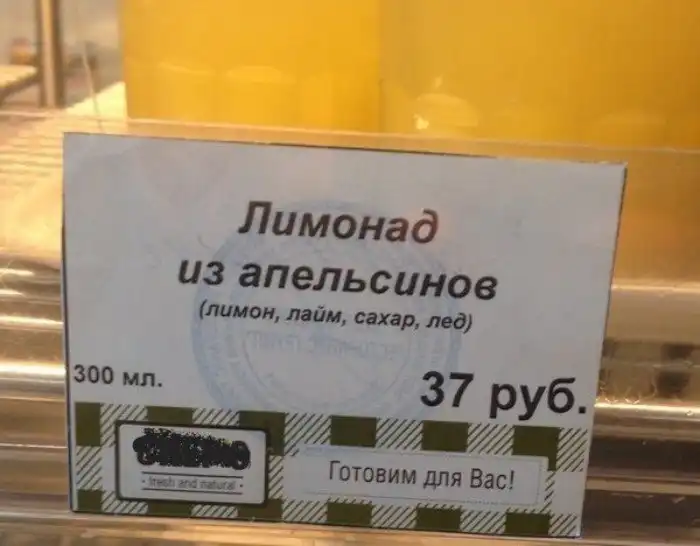 Лимонад
из апельсинов
(лимон, лайм, сахар, лед)
300 мл.
37 руб.
fresh and natural
Готовим для Вас!